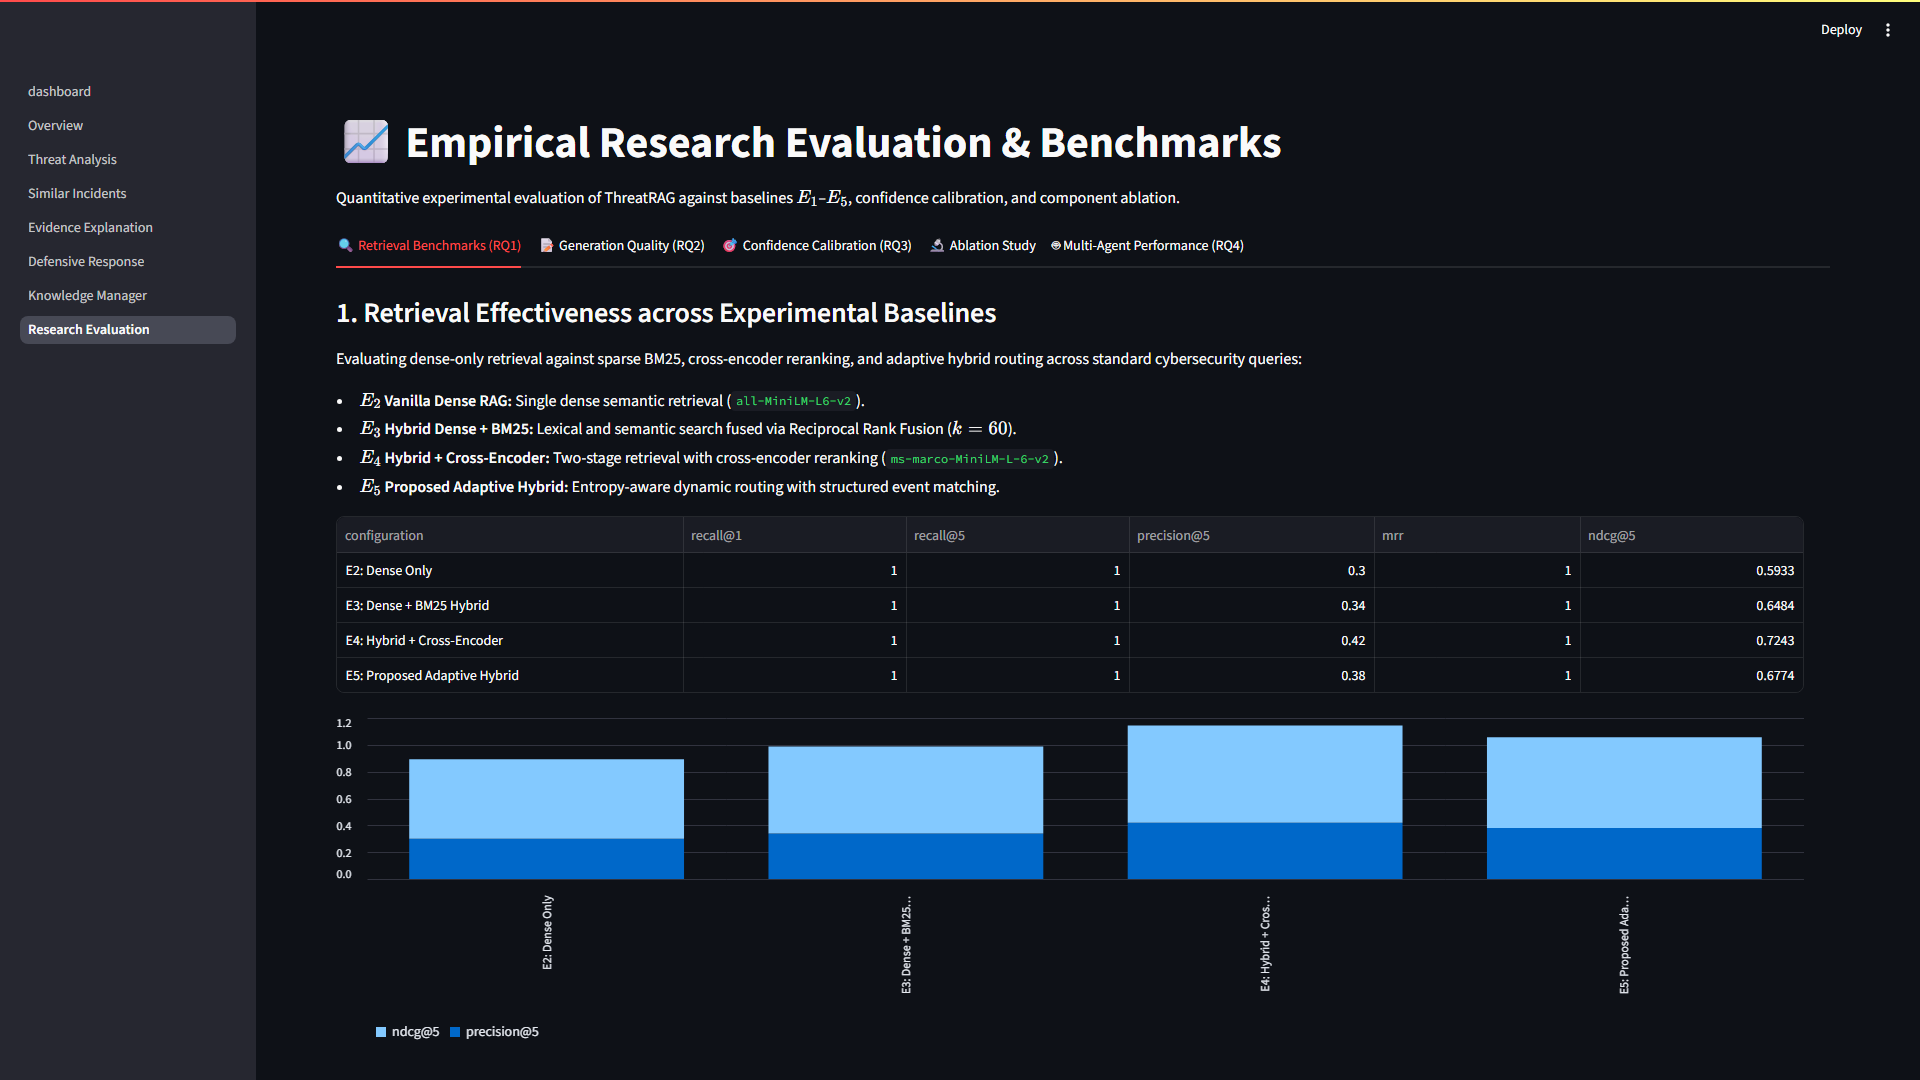 Deploy
dashboard
Overview
Threat Analysis
Similar Incidents
Evidence Explanation
Defensive Response
Knowledge Manager
Research Evaluation
Empirical Research Evaluation & Benchmarks
Quantitative experimental evaluation of ThreatRAG against baselines E1–E5, confidence calibration, and component ablation.
Retrieval Benchmarks (RQ1) Generation Quality (RQ2) Confidence Calibration (RQ3) Ablation Study Multi-Agent Performance (RQ4)
1. Retrieval Effectiveness across Experimental Baselines
Evaluating dense-only retrieval against sparse BM25, cross-encoder reranking, and adaptive hybrid routing across standard cybersecurity queries:
• E2 Vanilla Dense RAG: Single dense semantic retrieval ( all-MiniLM-L6-v2 ).
• E3 Hybrid Dense + BM25: Lexical and semantic search fused via Reciprocal Rank Fusion (k = 60).
• E4 Hybrid + Cross-Encoder: Two-stage retrieval with cross-encoder reranking ( ms-marco-MiniLM-L-6-v2 ).
• E5 Proposed Adaptive Hybrid: Entropy-aware dynamic routing with structured event matching.
configuration recall@1 recall@5 precision@5 mrr ndcg@5
E2: Dense Only 1 1 0.3 1 0.5933
E3: Dense + BM25 Hybrid 1 1 0.34 1 0.6484
E4: Hybrid + Cross-Encoder 1 1 0.42 1 0.7243
E5: Proposed Adaptive Hybrid 1 1 0.38 1 0.6774
1.2
1.0
0.8
0.6
0.4
0.2
0.0
E2: Dense Only
E3: Dense + BM25…
E4: Hybrid + Cros…
E5: Proposed Ada…
ndcg@5 precision@5